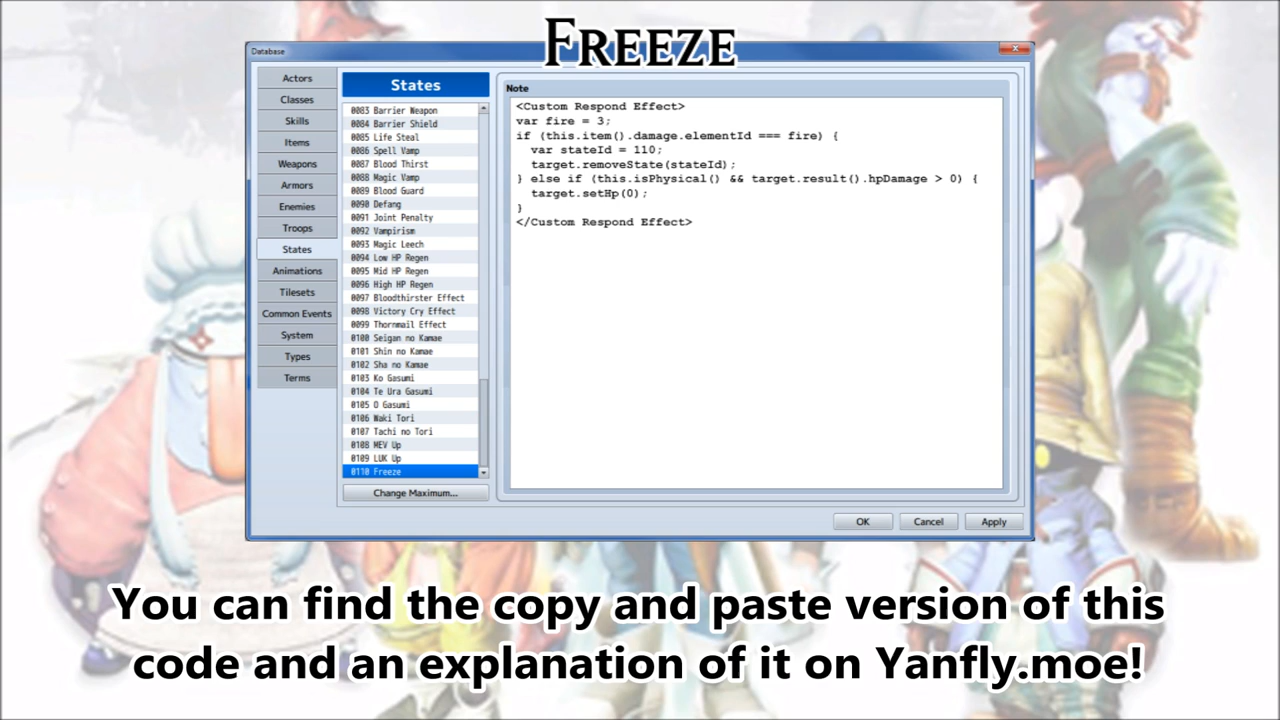 Freeze
Database
Actors
Classes
Skills
Items
Weapons
Armors
Enemies
Troops
States
Animations
Tilesets
Common Events
System
Types
Terms
States
0083 Barrier Weapon
0084 Barrier Shield
0085 Life Steal
0086 Spell Vamp
0087 Blood Thirst
0088 Magic Vamp
0089 Blood Guard
0090 Defang
0091 Joint Penalty
0092 Vampirism
0093 Magic Leech
0094 Low HP Regen
0095 Mid HP Regen
0096 High HP Regen
0097 Bloodthirster Effect
0098 Victory Cry Effect
0099 Thornmail Effect
0100 Seigan no Kamae
0101 Shin no Kamae
0102 Sha no Kamae
0103 Ko Gasumi
0104 Te Ura Gasumi
0105 O Gasumi
0106 Waki Tori
0107 Tachi no Tori
0108 MEV Up
0109 LUK Up
0110 Freeze
Change Maximum...
Note
<Custom Respond Effect>
var fire = 3;
if (this.item().damage.elementId === fire) {
  var stateId = 110;
  target.removeState(stateId);
} else if (this.isPhysical() && target.result().hpDamage > 0) {
  target.setHp(0);
}
</Custom Respond Effect>
OK
Cancel
Apply
You can find the copy and paste version of this
code and an explanation of it on Yanfly.moe!